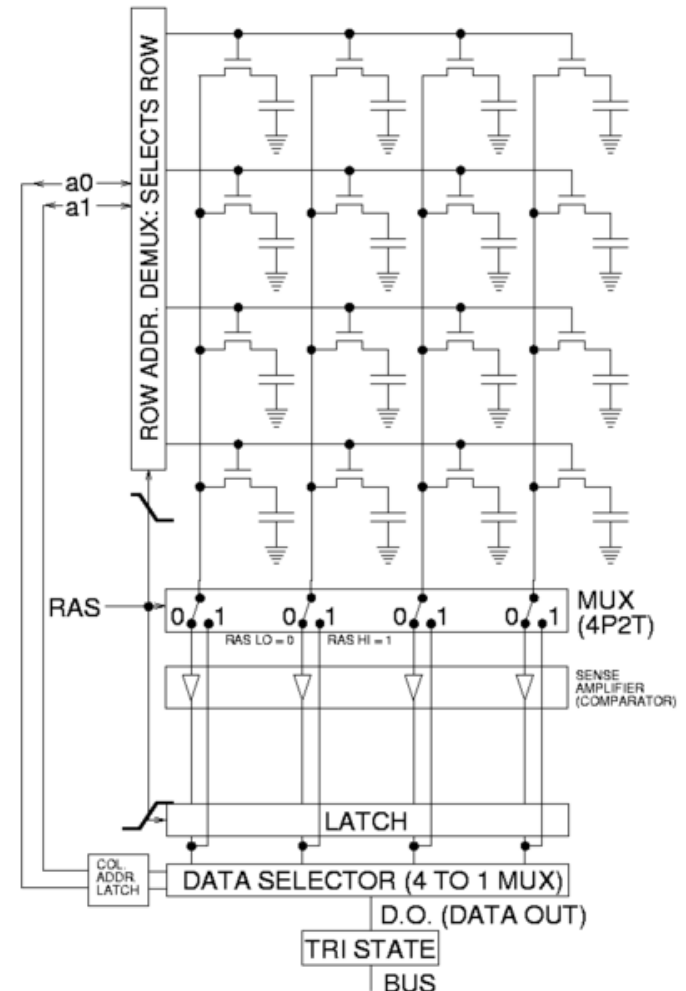 ROW ADDR. DEMUX: SELECTS ROW
a0
a1
RAS
0 1 0 1 0 1 0 1
RAS LO = 0 RAS HI = 1
MUX
(4P2T)
SENSE
AMPLIFIER
(COMPARATOR)
LATCH
COL.
ADDR.
LATCH
DATA SELECTOR (4 TO 1 MUX)
D.O. (DATA OUT)
TRI STATE
BUS